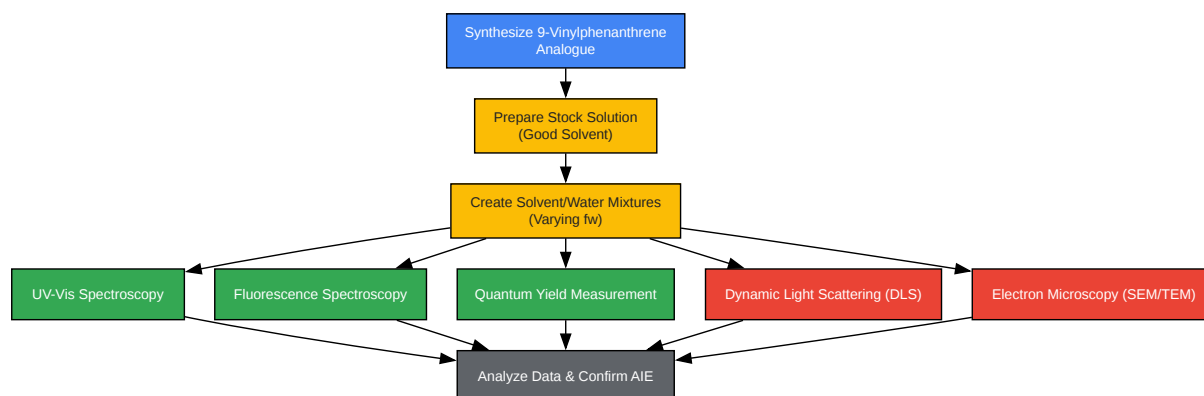 Synthesize 9-Vinylphenanthrene
Analogue
Prepare Stock Solution
(Good Solvent)
Create Solvent/Water Mixtures
(Varying fw)
UV-Vis Spectroscopy
Fluorescence Spectroscopy
Quantum Yield Measurement
Dynamic Light Scattering (DLS)
Electron Microscopy (SEM/TEM)
Analyze Data & Confirm AIE